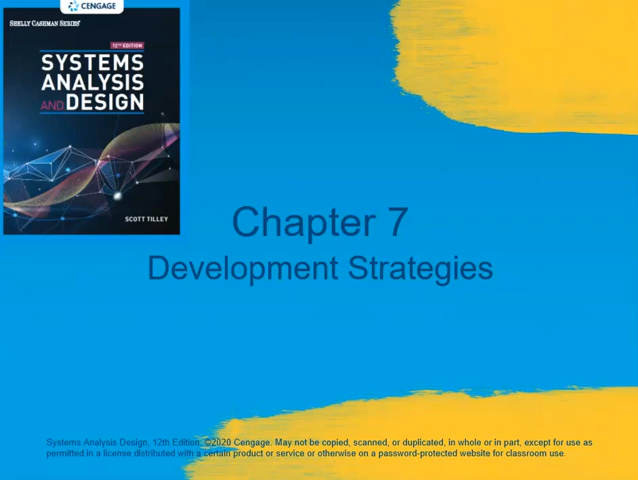 CENGAGE
SHELLY CASHMAN SERIES®
12TH EDITION
SYSTEMS
ANALYSIS
AND DESIGN
SCOTT TILLEY
Chapter 7
Development Strategies
Systems Analysis Design, 12th Edition. ©2020 Cengage. May not be copied, scanned, or duplicated, in whole or in part, except for use as
permitted in a license distributed with a certain product or service or otherwise on a password-protected website for classroom use.